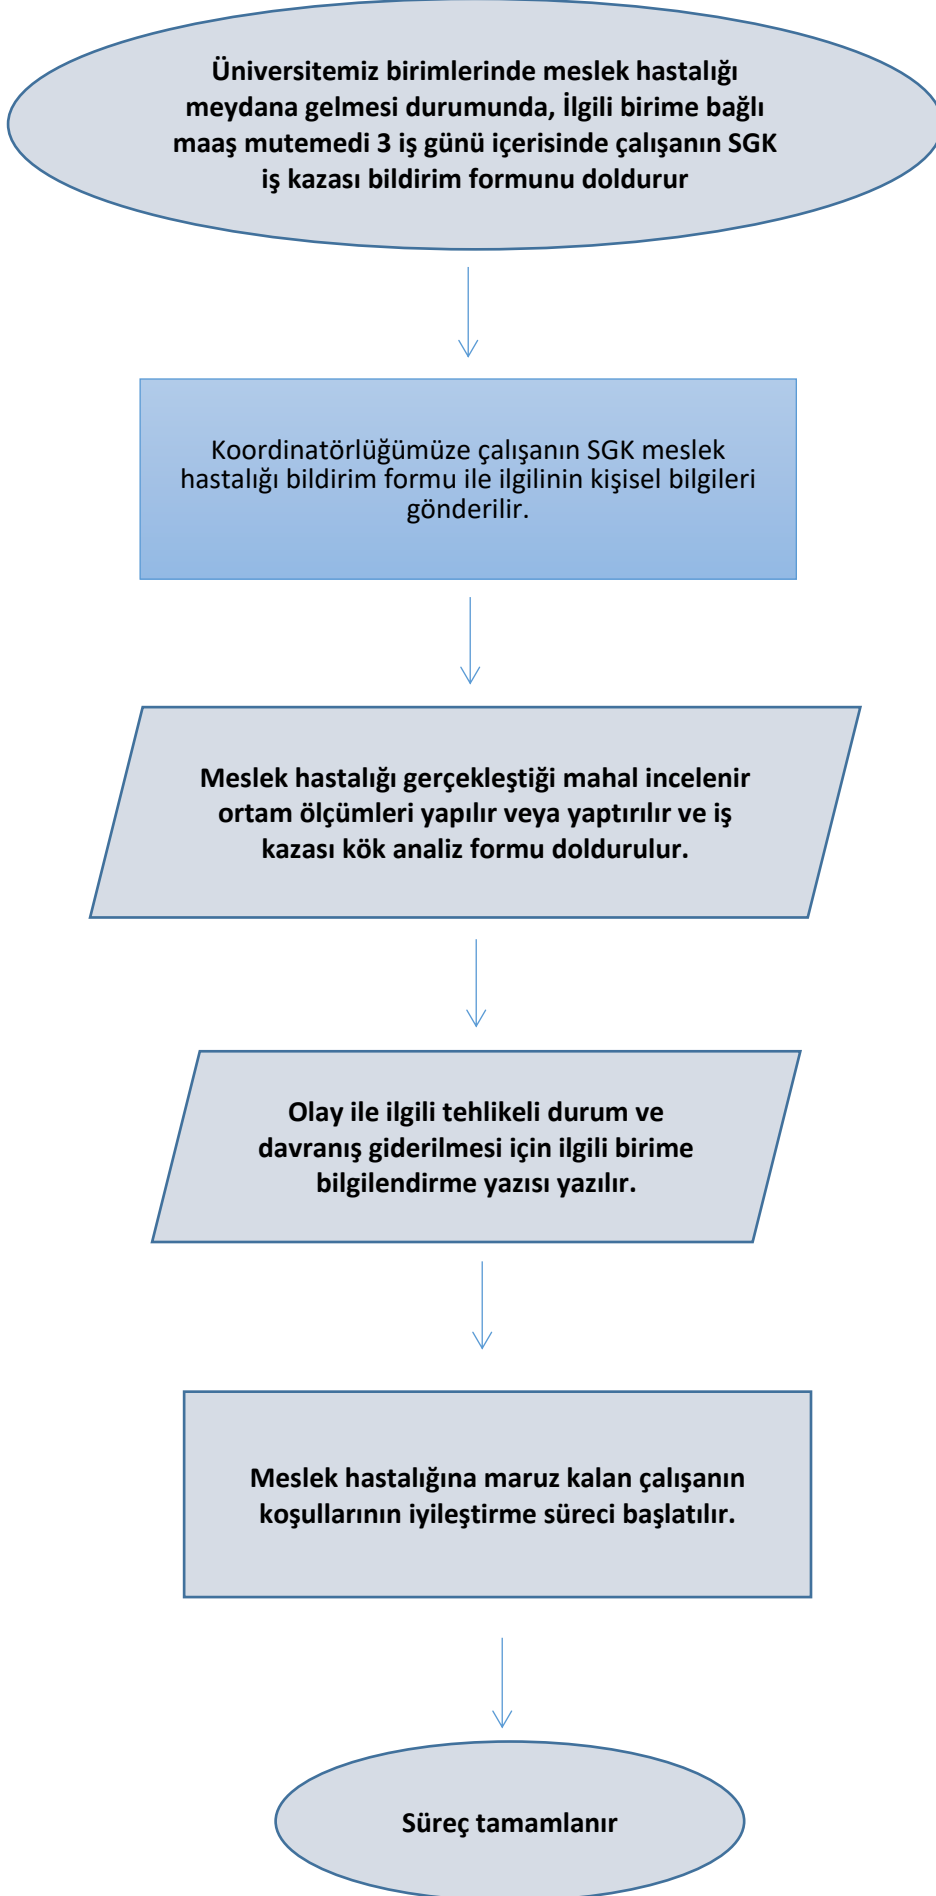 Üniversitemiz birimlerinde meslek hastalığı
meydana gelmesi durumunda, İlgili birime bağlı
maaş mutemedi 3 iş günü içerisinde çalışanın SGK
iş kazası bildirim formunu doldurur
Koordinatörlüğümüze çalışanın SGK meslek
hastalığı bildirim formu ile ilgilinin kişisel bilgileri
gönderilir.
Meslek hastalığı gerçekleştiği mahal incelenir
ortam ölçümleri yapılır veya yaptırılır ve iş
kazası kök analiz formu doldurulur.
Olay ile ilgili tehlikeli durum ve
davranış giderilmesi için ilgili birime
bilgilendirme yazısı yazılır.
Meslek hastalığına maruz kalan çalışanın
koşullarının iyileştirme süreci başlatılır.
Süreç tamamlanır